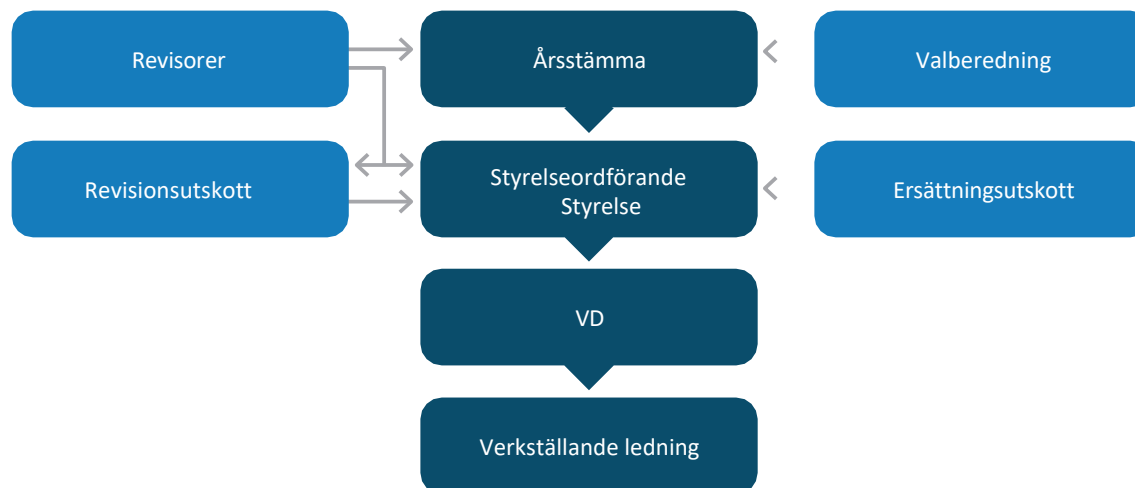 Revisorer
Årsstämma
Valberedning
Revisionsutskott
Styrelseordförande
Styrelse
Ersättningsutskott
VD
Verkställande ledning